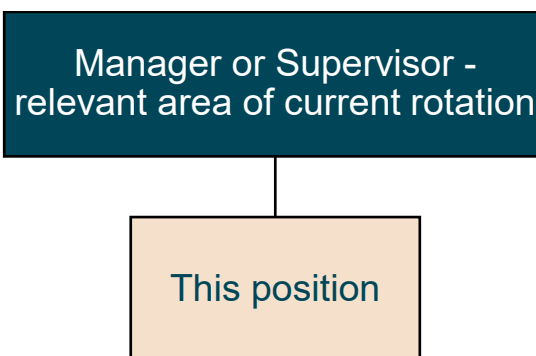 Manager or Supervisor -
relevant area of current rotation
This position